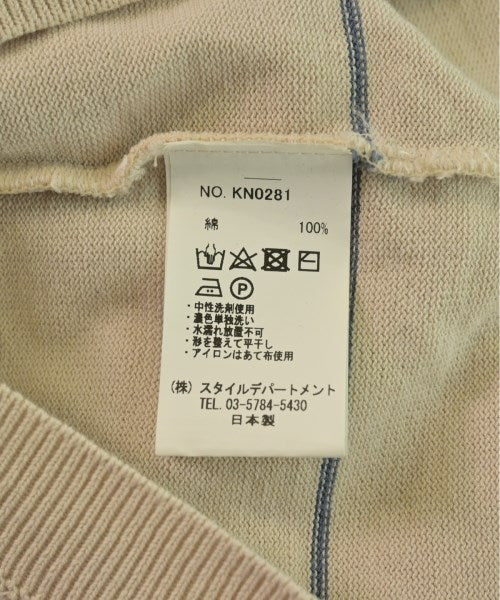 NO. KN0281
綿 100%
P
・中性洗剤使用
・濃色単独洗い
・水濡れ放置不可
・形を整えて平干し
・アイロンはあて布使用
(株) スタイルデパートメント
TEL. 03-5784-5430
日本製